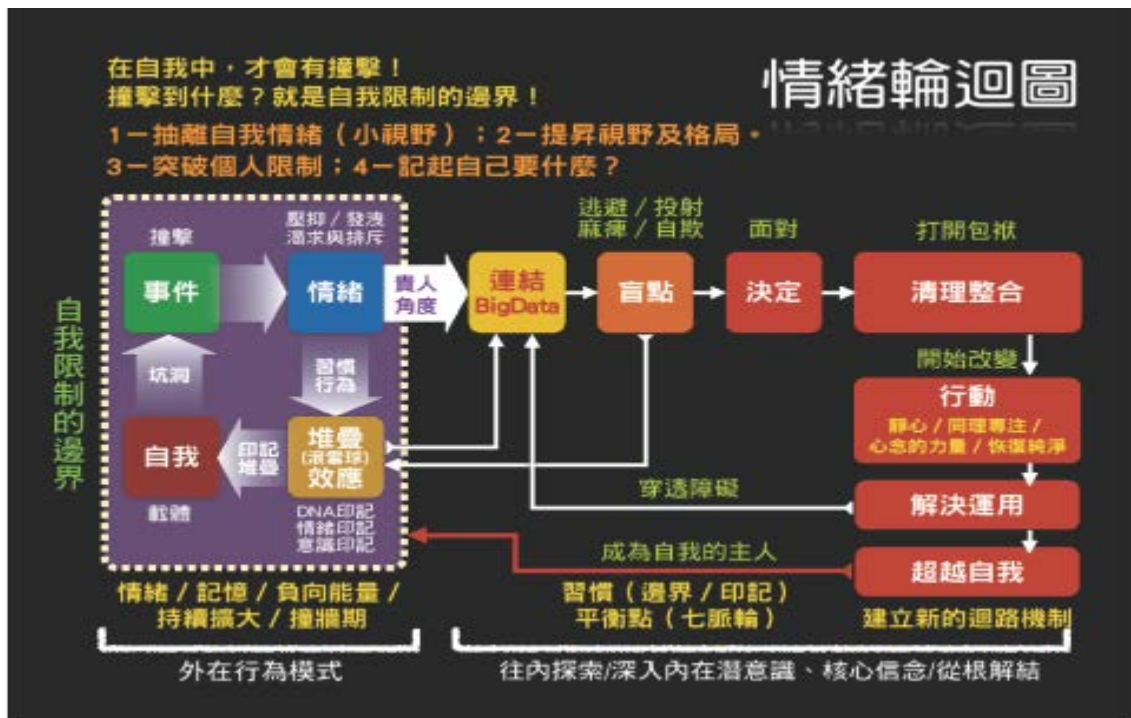 情緒輪迴圖
在自我中，才會有撞擊！
撞擊到什麼？就是自我限制的邊界！
1－抽離自我情緒（小視野）；2－提昇視野及格局。
3－突破個人限制；4－記起自己要什麼？
自我限制的邊界
撞擊
事件
壓抑 / 發洩
渴求與排斥
情緒
習慣
行為
堆疊
(滾雪球)
效應
DNA印記
情緒印記
意識印記
印記
堆疊
自我
載體
坑洞
貴人
角度
連結
BigData
逃避 / 投射
麻痺 / 自欺
盲點
面對
決定
打開包袱
清理整合
開始改變
行動
靜心 / 同理專注 /
心念的力量 / 恢復純淨
穿透障礙
解決運用
成為自我的主人
超越自我
情緒 / 記憶 / 負向能量 /
持續擴大 / 撞牆期
習慣（邊界 / 印記）
平衡點（七脈輪）
建立新的迴路機制
外在行為模式
往內探索/深入內在潛意識、核心信念/從根解結